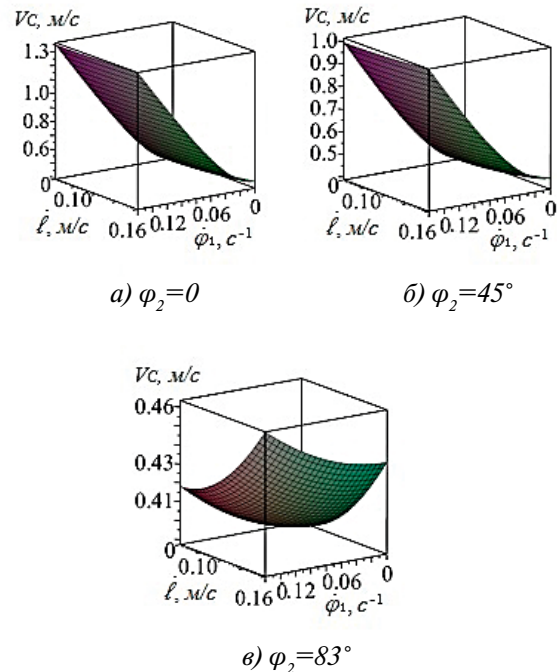 Vc, м/с
1.3
1.0
0.8
0.6
0
0.10
ℓ̇, м/с
0.16
0.12
0.06
0
φ̇₁, с⁻¹
а) φ₂=0
Vc, м/с
1.0
0.9
0.8
0.7
0.6
0.5
0
0.10
ℓ̇, м/с
0.16
0.12
0.06
0
φ̇₁, с⁻¹
б) φ₂=45°
Vc, м/с
0.46
0.43
0.41
0
0.10
ℓ̇, м/с
0.16
0.12
0.06
0
φ̇₁, с⁻¹
в) φ₂=83°